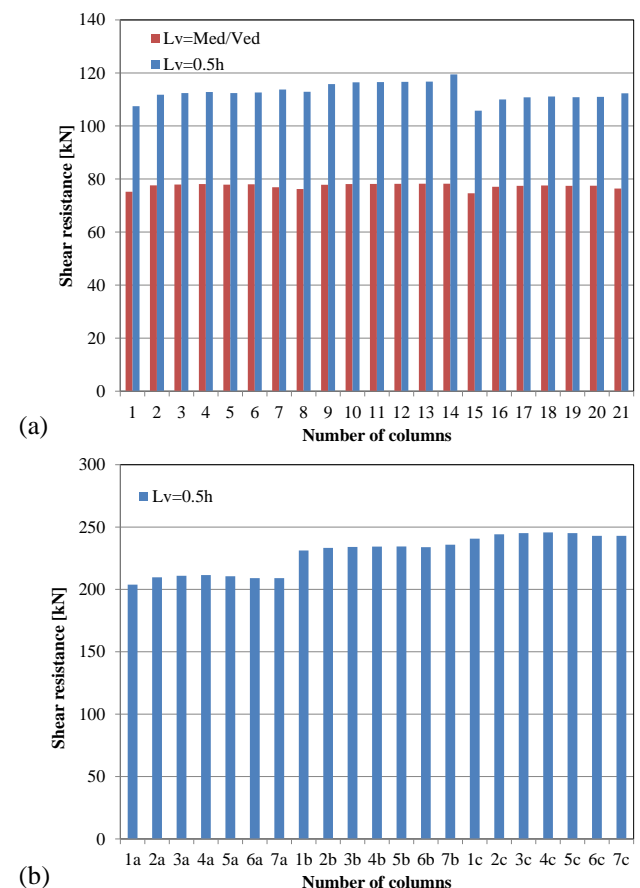 140
120
100
80
60
40
20
0
Shear resistance [kN]
Lv=Med/Ved
Lv=0.5h
1 2 3 4 5 6 7 8 9 10 11 12 13 14 15 16 17 18 19 20 21
Number of columns
(a)
300
250
200
150
100
50
0
Shear resistance [kN]
Lv=0.5h
1a 2a 3a 4a 5a 6a 7a 1b 2b 3b 4b 5b 6b 7b 1c 2c 3c 4c 5c 6c 7c
Number of columns
(b)